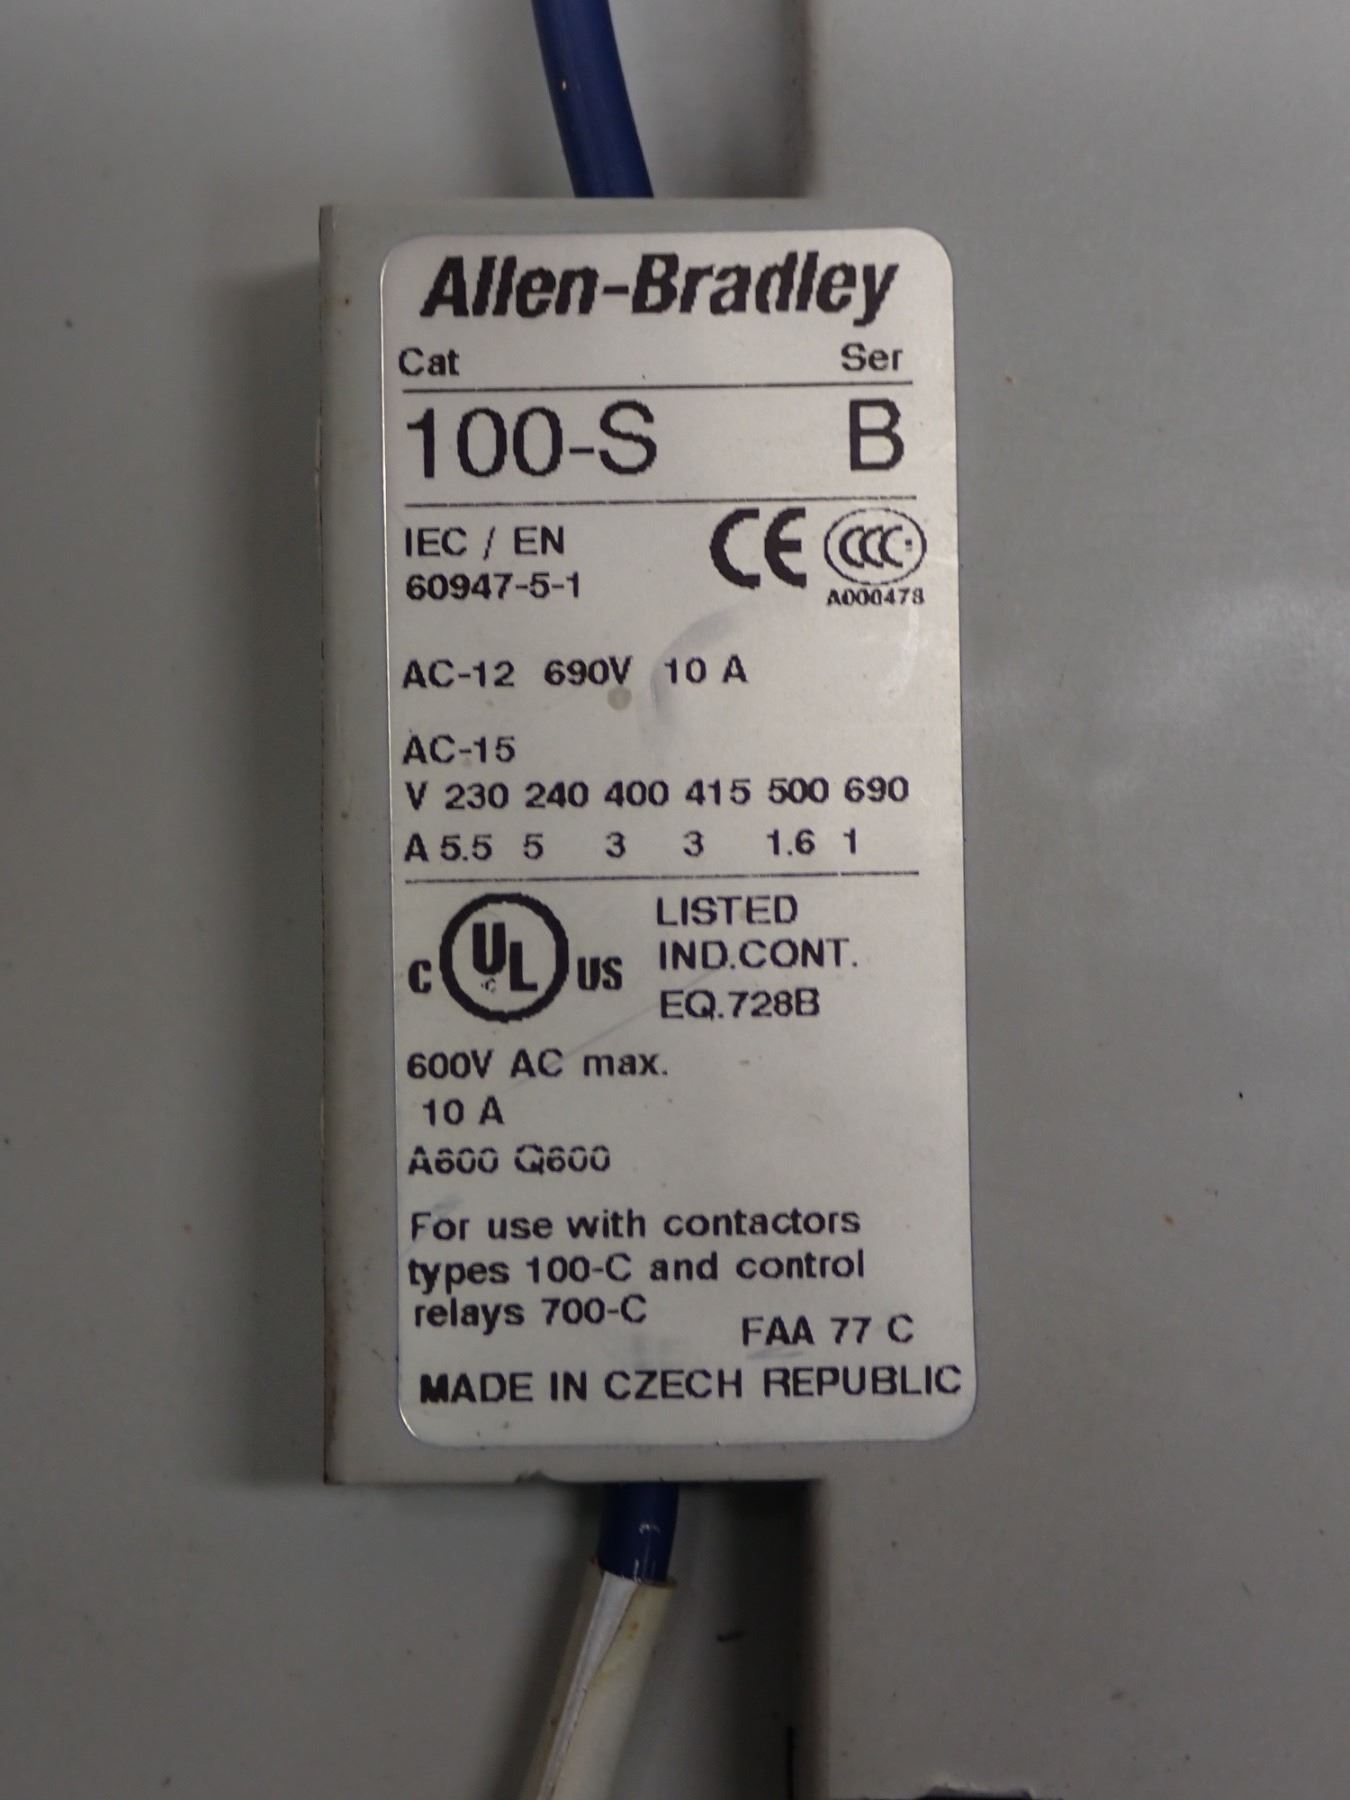 Allen-Bradley
Cat Ser
100-S B
IEC / EN
60947-5-1
CE CCC
A000478
AC-12 690V 10 A
AC-15
V 230 240 400 415 500 690
A 5.5 5 3 3 1.6 1
C UL US LISTED
IND.CONT.
EQ.728B
600V AC max.
10 A
A600 Q600
For use with contactors
types 100-C and control
relays 700-C
FAA 77 C
MADE IN CZECH REPUBLIC